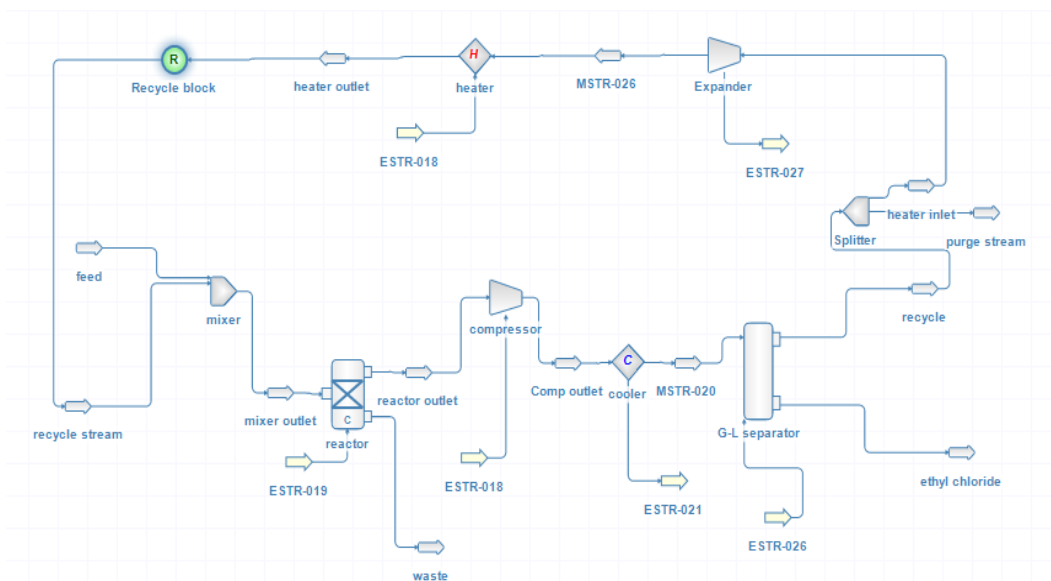 R
H
Recycle block
heater outlet
heater
MSTR-026
Expander
ESTR-018
ESTR-027
heater inlet
Splitter
purge stream
feed
mixer
compressor
recycle
C
Comp outlet
cooler
MSTR-020
recycle stream
mixer outlet
reactor outlet
C
reactor
G-L separator
ESTR-019
ESTR-018
ESTR-021
ethyl chloride
ESTR-026
waste